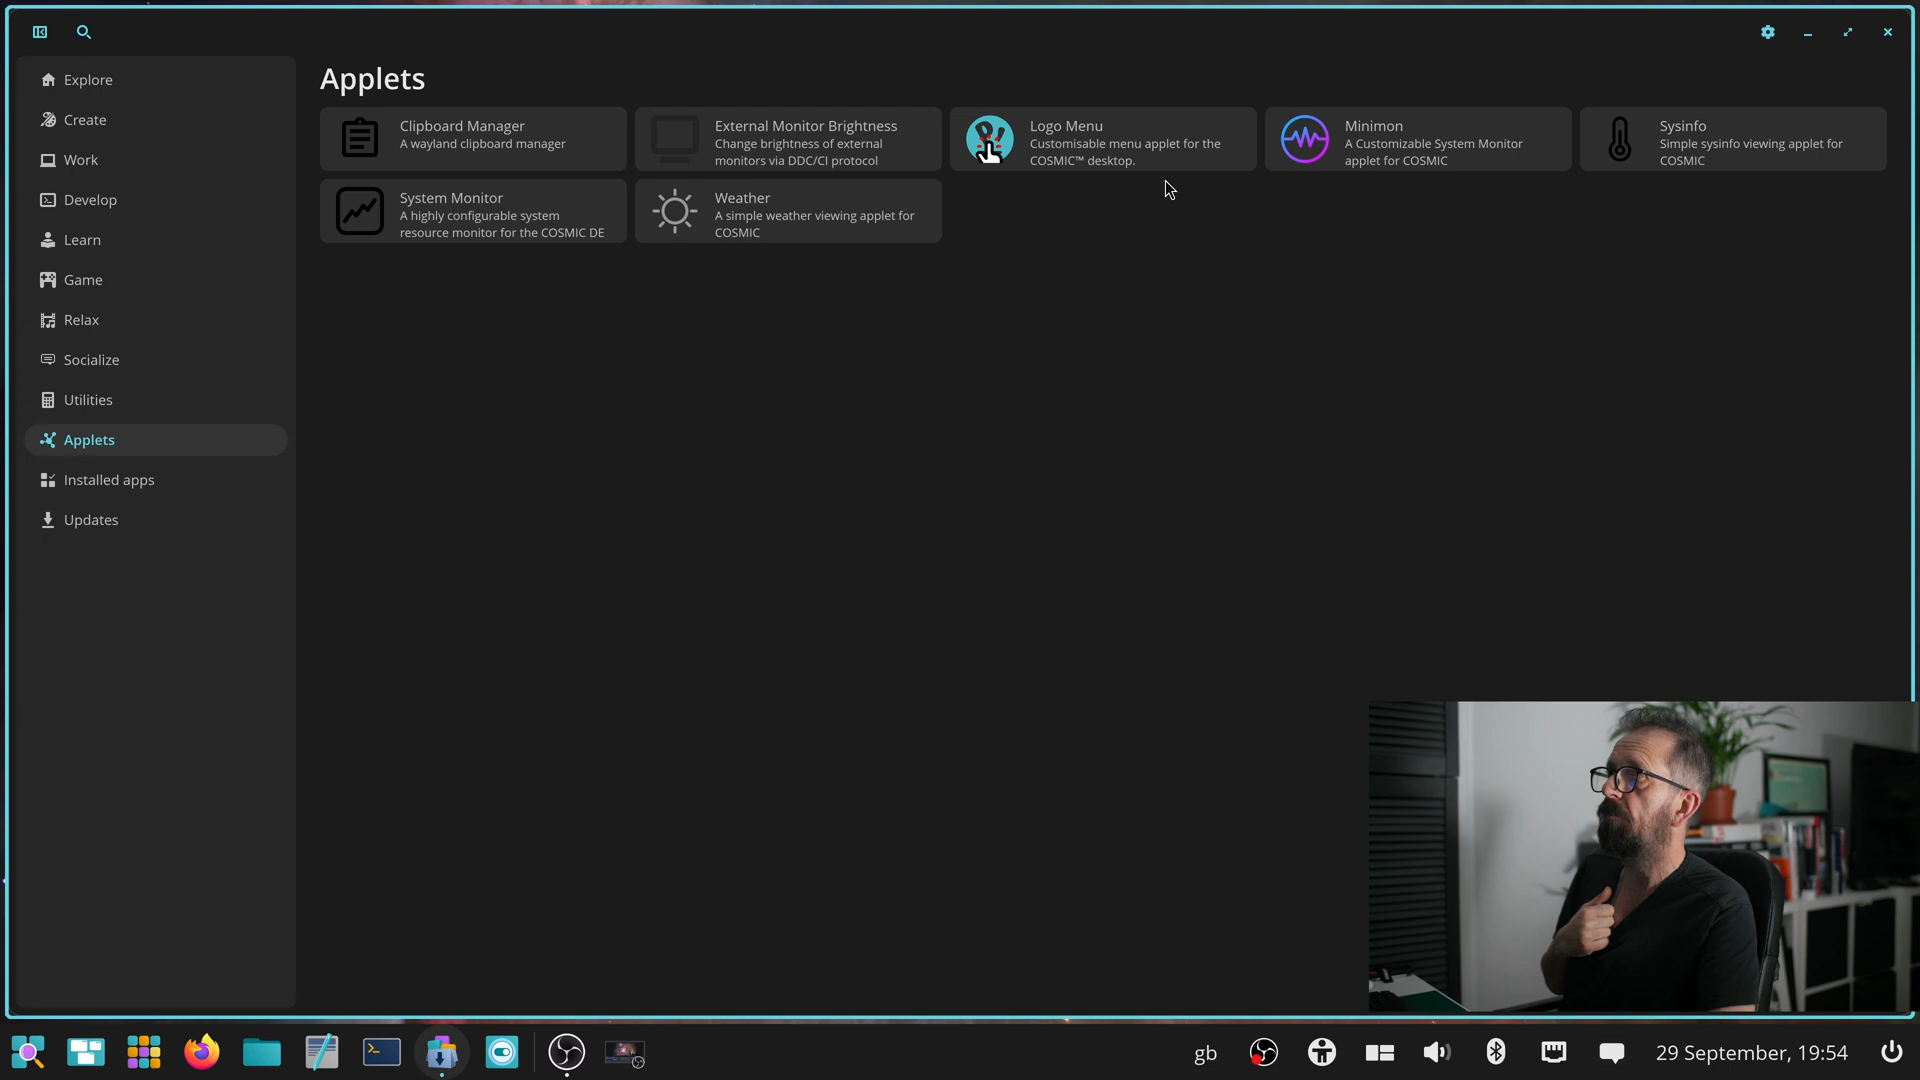 Explore
Create
Work
Develop
Learn
Game
Relax
Socialize
Utilities
Applets
Installed apps
Updates
Applets
Clipboard Manager
A wayland clipboard manager
External Monitor Brightness
Change brightness of external
monitors via DDC/CI protocol
Logo Menu
Customisable menu applet for the
COSMIC™ desktop.
Minimon
A Customizable System Monitor
applet for COSMIC
Sysinfo
Simple sysinfo viewing applet for
COSMIC
System Monitor
A highly configurable system
resource monitor for the COSMIC DE
Weather
A simple weather viewing applet for
COSMIC
gb
29 September, 19:54